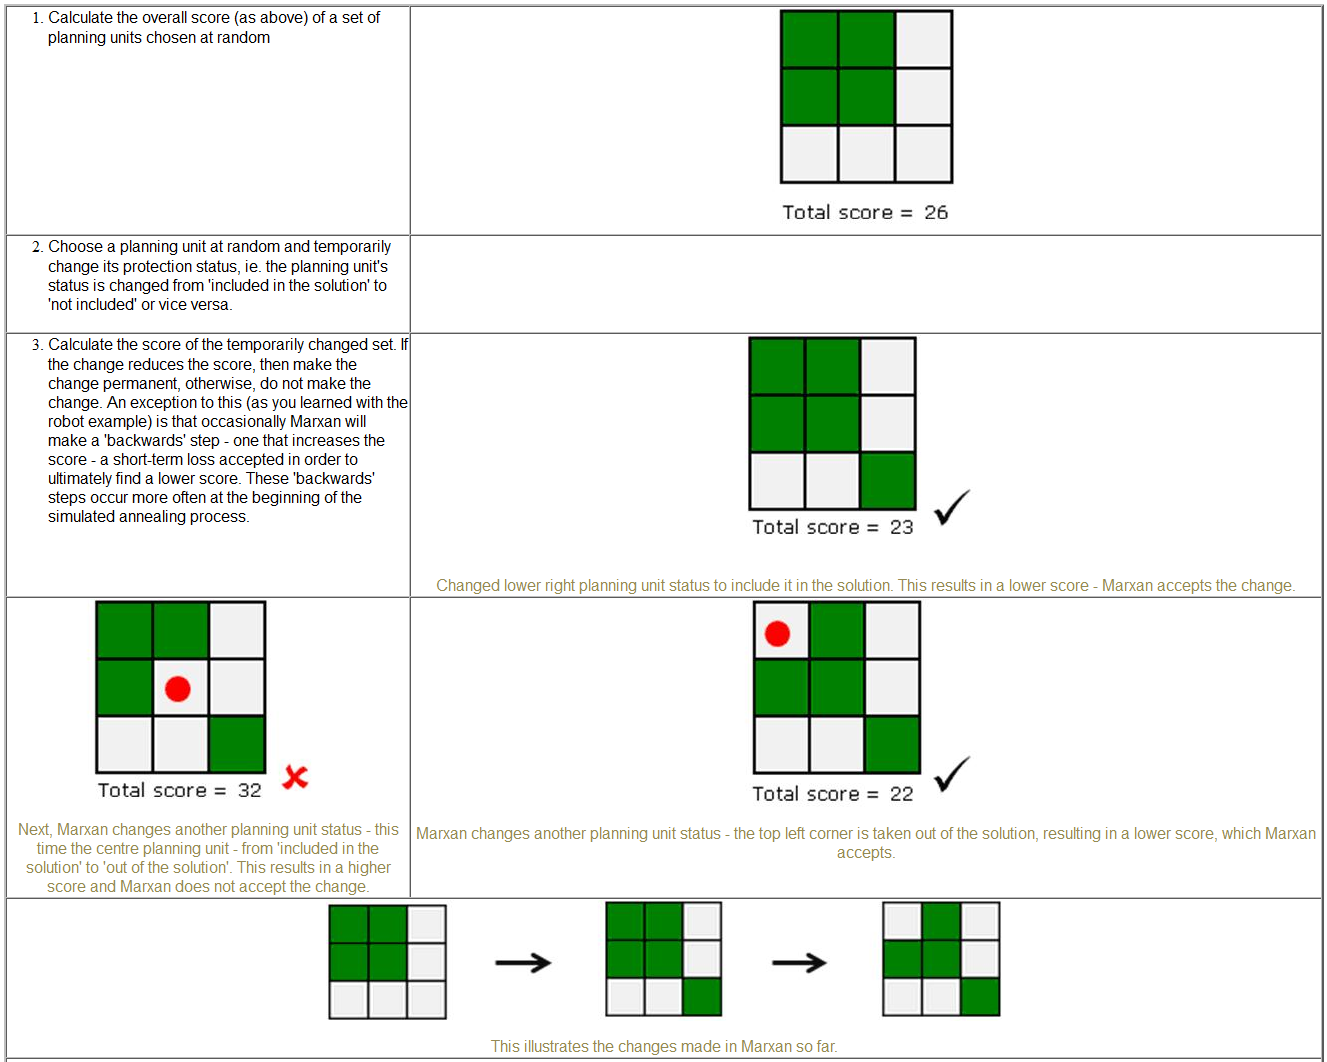 1. Calculate the overall score (as above) of a set of
planning units chosen at random
Total score = 26
2. Choose a planning unit at random and temporarily
change its protection status, ie. the planning unit's
status is changed from 'included in the solution' to
'not included' or vice versa.
3. Calculate the score of the temporarily changed set. If
the change reduces the score, then make the
change permanent, otherwise, do not make the
change. An exception to this (as you learned with the
robot example) is that occasionally Marxan will
make a 'backwards' step - one that increases the
score - a short-term loss accepted in order to
ultimately find a lower score. These 'backwards'
steps occur more often at the beginning of the
simulated annealing process.
Total score = 23
Changed lower right planning unit status to include it in the solution. This results in a lower score - Marxan accepts the change.
Total score = 32
Next, Marxan changes another planning unit status - this
time the centre planning unit - from 'included in the
solution' to 'out of the solution'. This results in a higher
score and Marxan does not accept the change.
Total score = 22
Marxan changes another planning unit status - the top left corner is taken out of the solution, resulting in a lower score, which Marxan
accepts.
This illustrates the changes made in Marxan so far.